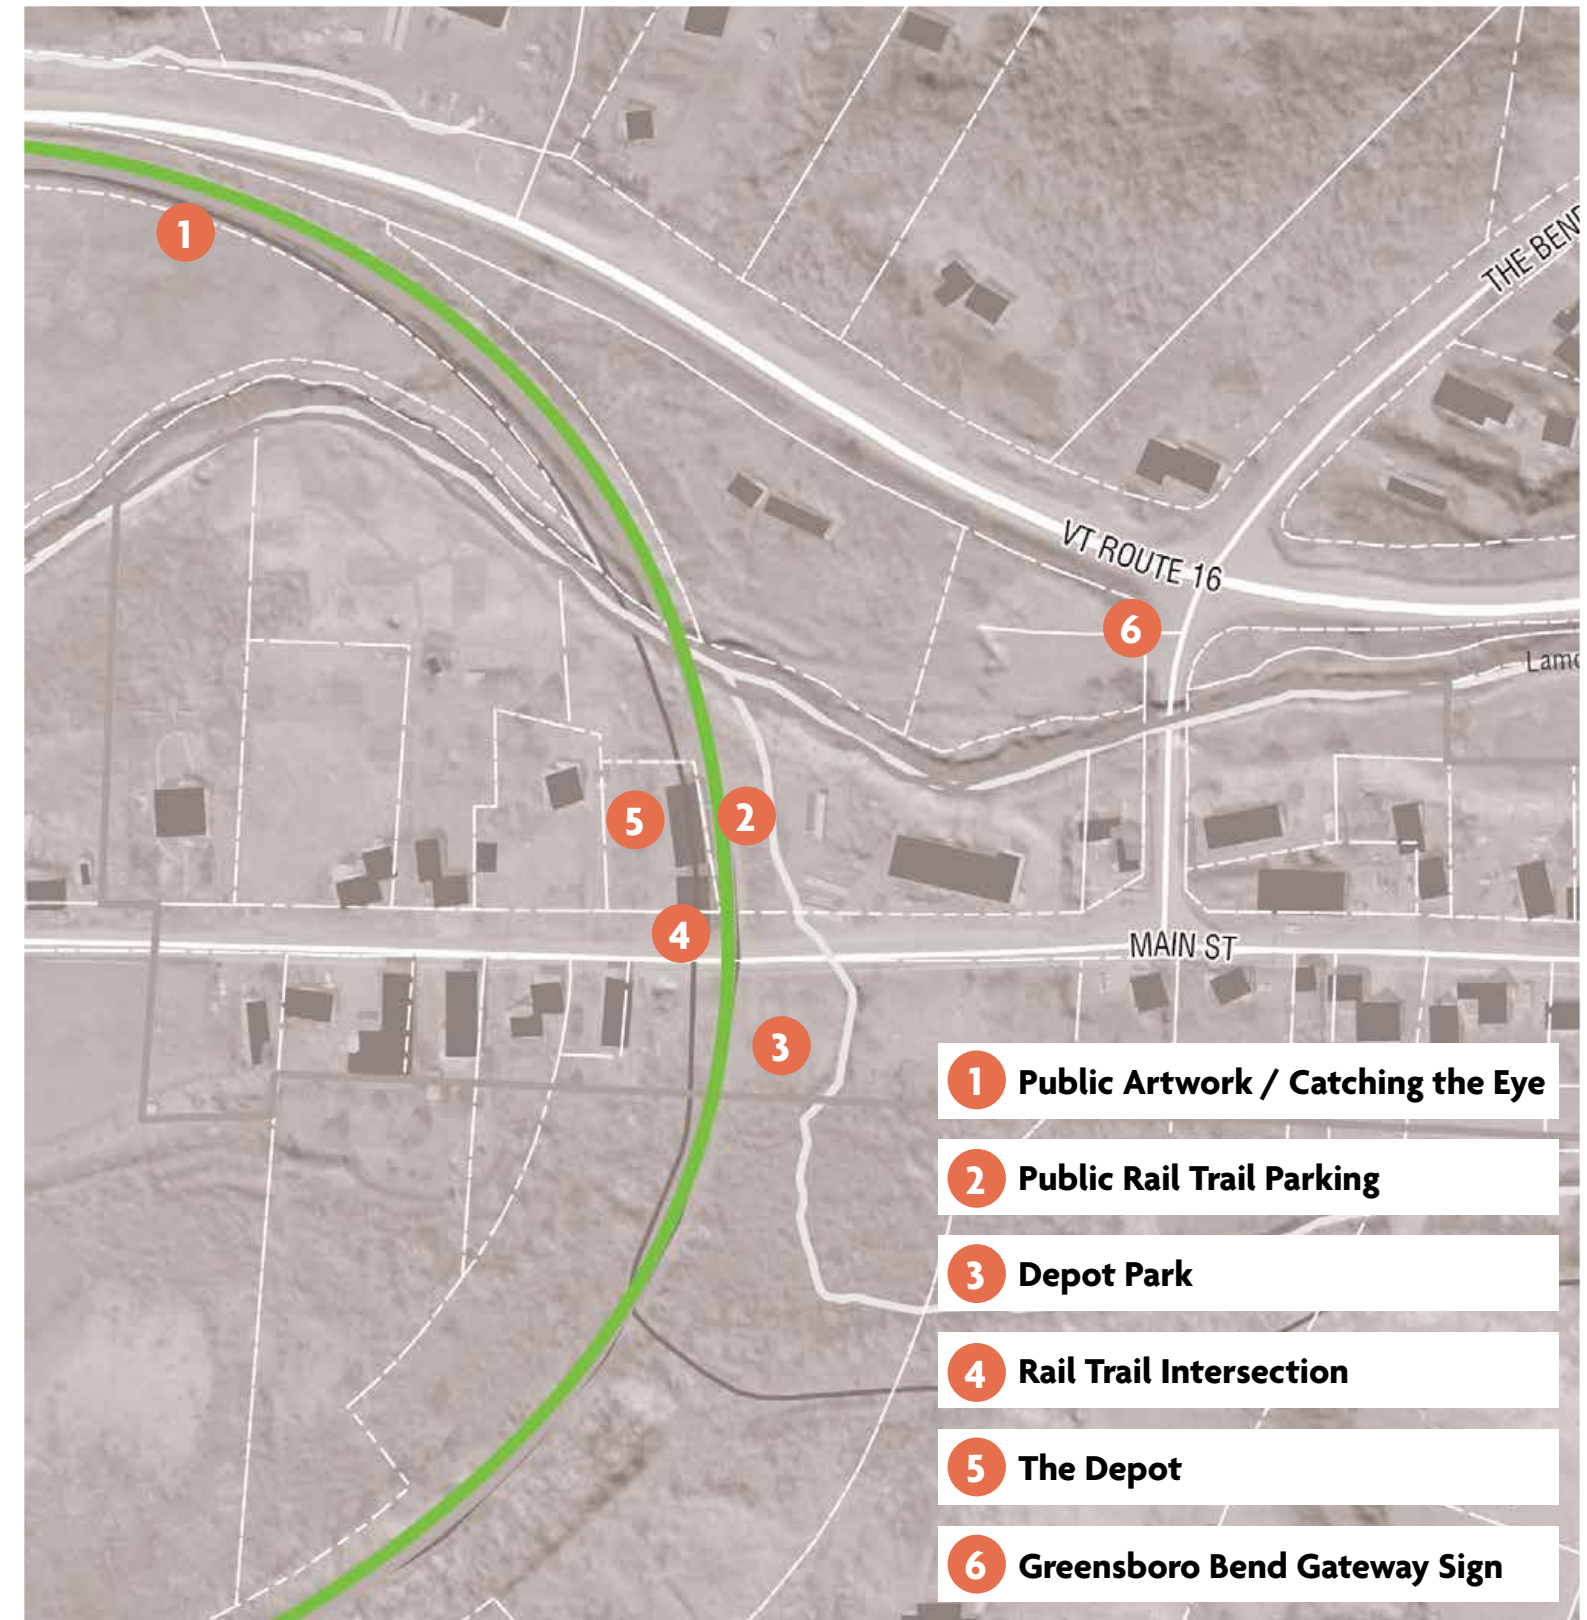 1
THE BEND
VT ROUTE 16
6
5
2
4
MAIN ST
3
1 Public Artwork / Catching the Eye
2 Public Rail Trail Parking
3 Depot Park
4 Rail Trail Intersection
5 The Depot
6 Greensboro Bend Gateway Sign